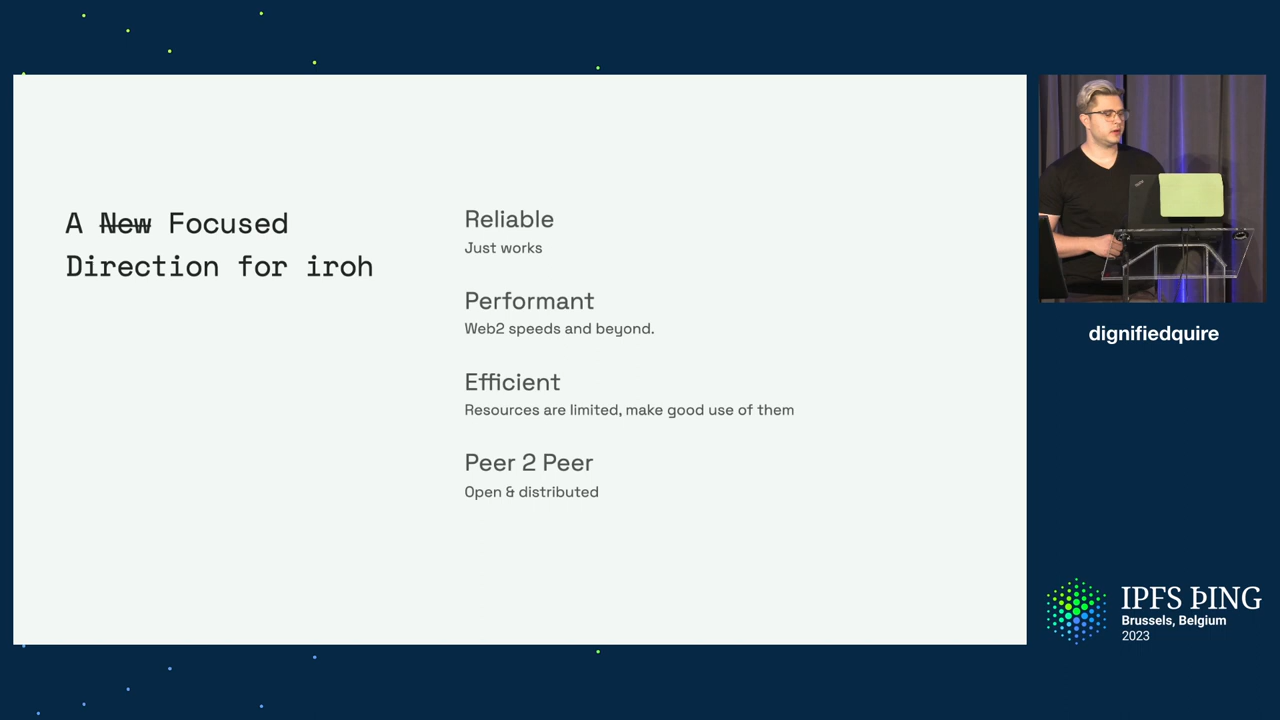 A New Focused
Direction for iroh
Reliable
Just works
Performant
Web2 speeds and beyond.
Efficient
Resources are limited, make good use of them
Peer 2 Peer
Open & distributed
dignifiedquire
IPFS ÞING
Brussels, Belgium
2023